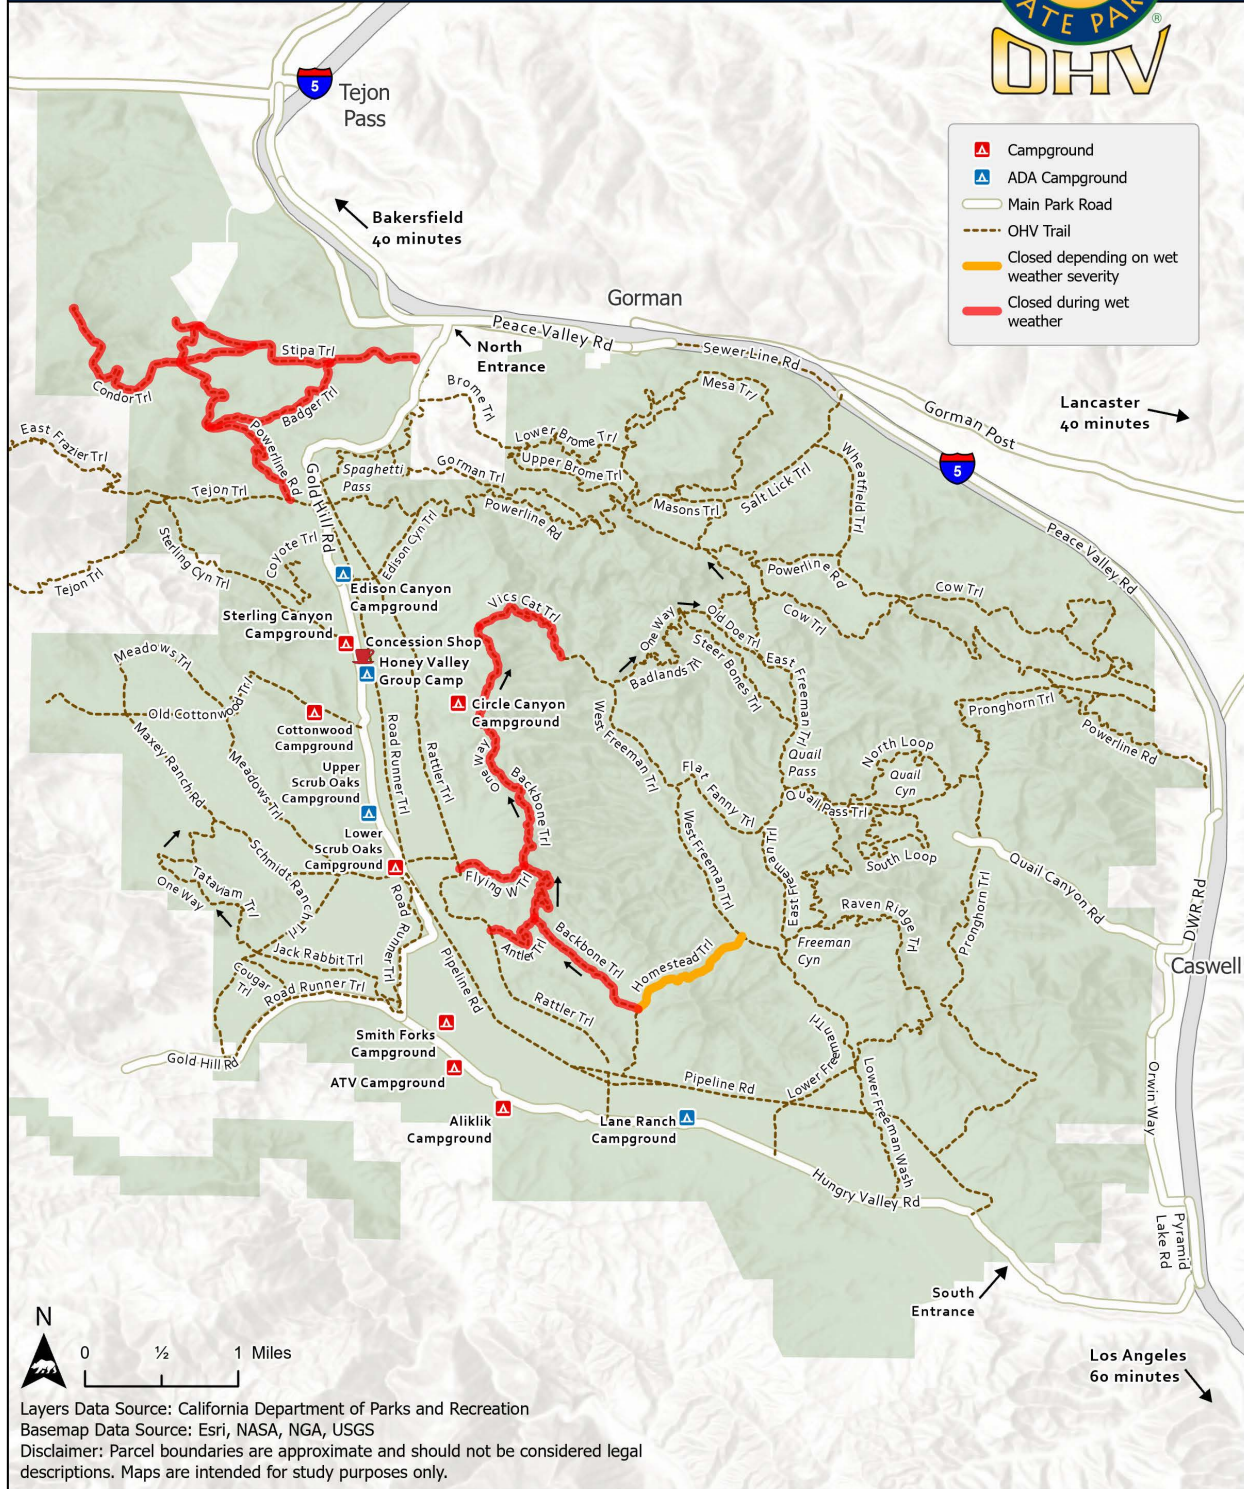 ATE PAR
®
OHV
5
Tejon
Pass
Campground
ADA Campground
Main Park Road
OHV Trail
Closed depending on wet
weather severity
Closed during wet
weather
Bakersfield
40 minutes
Gorman
Peace Valley Rd
Sewer Line Rd
North
Entrance
Stipa Trl
Condor Trl
Badger Trl
Powerline Rd
Brome Trl
Mesa Trl
Gorman Post
Lancaster
40 minutes
East Frazier Trl
Lower Brome Trl
Upper Brome Trl
Spaghetti
Pass
Gorman Trl
Gold Hill Rd
Tejon Trl
Powerline Rd
Masons Trl
Salt Lick Trl
Wheatfield Trl
5
Peace Valley Rd
Sterling Cyn Trl
Coyote Trl
Edison Cyn Trl
Tejon Trl
Powerline Rd
Cow Trl
Cow Trl
Edison Canyon
Campground
Sterling Canyon
Campground
Concession Shop
Honey Valley
Group Camp
Vics Cat Trl
One Way
Old Doe Trl
Steer Bones Trl
Badlands Trl
East Freeman Trl
Meadows Trl
Old Cottonwood Trl
Circle Canyon
Campground
Pronghorn Trl
Powerline Rd
Cottonwood
Campground
Maxey Ranch Rd
Meadows Trl
Road Runner Trl
Rattler Trl
One Way
Backbone Trl
West Freeman Trl
Flat Fanny Trl
Quail
Pass
North Loop
Quail
Cyn
Quail Pass Trl
South Loop
Upper
Scrub Oaks
Campground
Lower
Scrub Oaks
Campground
Schmidt Ranch Trl
Tataviam Trl
One Way
Flying W Trl
West Freeman Trl
East Freeman Trl
Quail Canyon Rd
Pronghorn Trl
DWR Rd
Caswell
Road Runner Trl
Jack Rabbit Trl
Cougar
Trl
Road Runner Trl
Antler Trl
Backbone Trl
Homestead Trl
Raven Ridge Trl
Freeman
Cyn
Pipeline Rd
Rattler Trl
Gold Hill Rd
Smith Forks
Campground
ATV Campground
Aliklik
Campground
Lane Ranch
Campground
Pipeline Rd
Lower Freeman Trl
Lower Freeman Wash
Hungry Valley Rd
Orwin Way
Pyramid
Lake Rd
South
Entrance
Los Angeles
60 minutes
N
0 ½ 1 Miles
Layers Data Source: California Department of Parks and Recreation
Basemap Data Source: Esri, NASA, NGA, USGS
Disclaimer: Parcel boundaries are approximate and should not be considered legal
descriptions. Maps are intended for study purposes only.